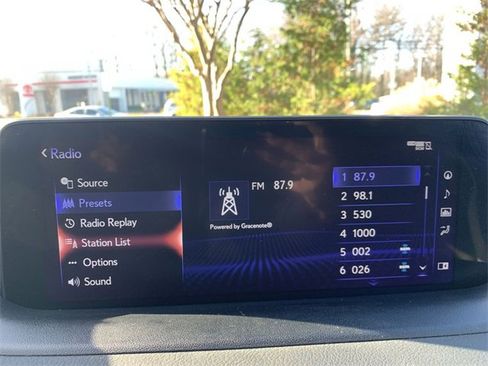 Radio
Source
Presets
Radio Replay
Station List
Options
Sound
FM 87.9
Powered by Gracenote®
1 87.9
2 98.1
3 530
4 1000
5 002
6 026